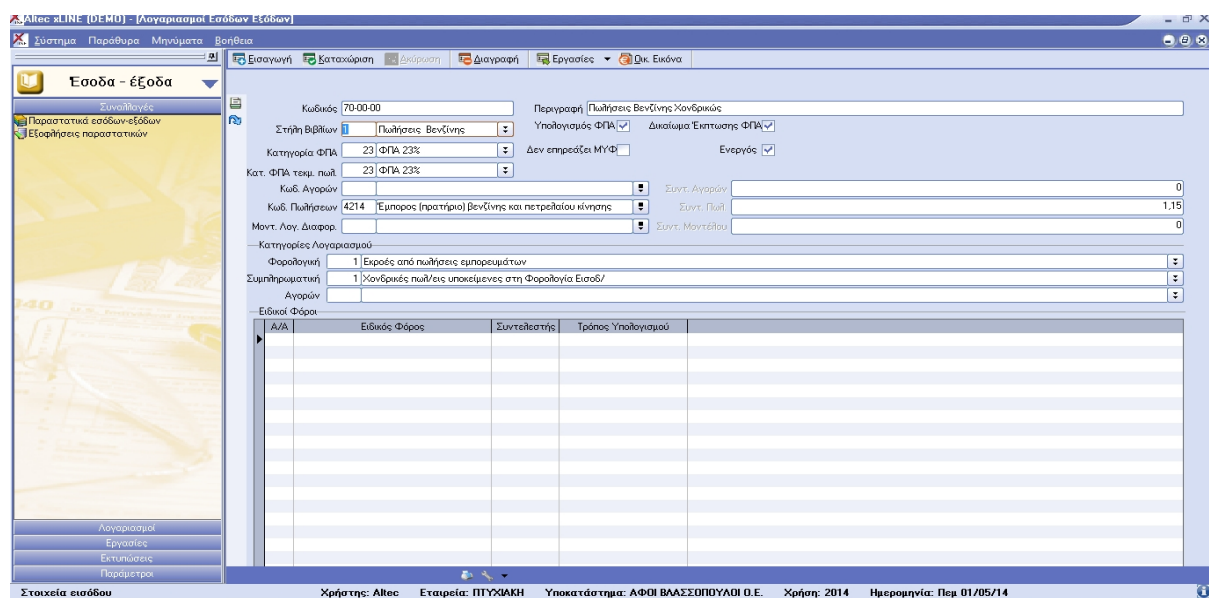 Altec xLINE (DEMO) - [Λογαριασμοί Εσόδων Εξόδων]
Σύστημα Παράθυρα Μηνύματα Βοήθεια
Εισαγωγή Καταχώριση Ακύρωση Διαγραφή Εργασίες Οικ. Εικόνα
Έσοδα - έξοδα
Συναλλαγές
Παραστατικά εσόδων-εξόδων
Εξοφλήσεις παραστατικών
Κωδικός 70-00-00 Περιγραφή Πωλήσεις Βενζίνης Χονδρικώς
Στήλη Βιβλίων 1 Πωλήσεις Βενζίνης Υπολογισμός ΦΠΑ Δικαίωμα Έκπτωσης ΦΠΑ
Κατηγορία ΦΠΑ 23 ΦΠΑ 23% Δεν επηρεάζει ΜΥΦ Ενεργός
Κατ. ΦΠΑ τεκμ. πωλ. 23 ΦΠΑ 23%
Κωδ. Αγορών Συντ. Αγορών 0
Κωδ. Πωλήσεων 4214 Έμπορος (πρατήριο) βενζίνης και πετρελαίου κίνησης Συντ. Πωλ. 1,15
Μοντ. Λογ. Διαφορ. Συντ. Μοντέλου 0
Κατηγορίες Λογαριασμού
Φορολογική 1 Εκροές από πωλήσεις εμπορευμάτων
Συμπληρωματική 1 Χονδρικές πωλ/εις υποκείμενες στη Φορολογία Εισοδ/
Αγορών
Ειδικοί Φόροι
Α/Α Ειδικός Φόρος Συντελεστής Τρόπος Υπολογισμού
Λογαριασμοί
Εργασίες
Εκτυπώσεις
Παράμετροι
Στοιχεία εισόδου Χρήστης: Altec Εταιρεία: ΠΤΥΧΙΑΚΗ Υποκατάστημα: ΑΦΟΙ ΒΛΑΣΣΟΠΟΥΛΟΙ Ο.Ε. Χρήση: 2014 Ημερομηνία: Πεμ 01/05/14